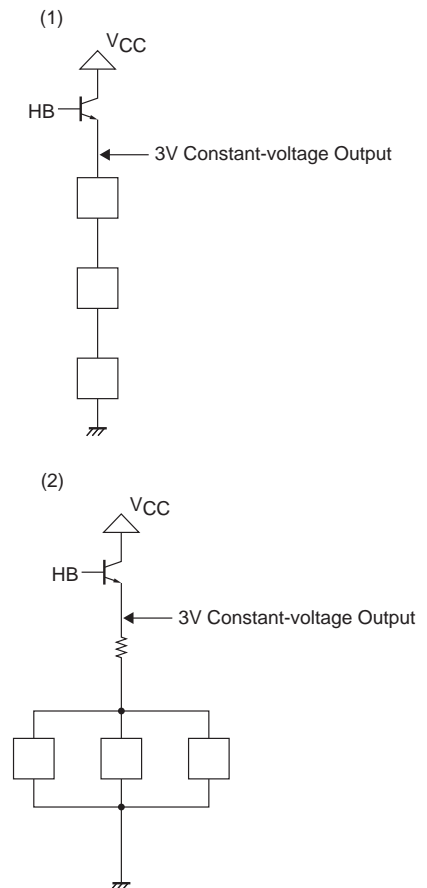 (1)
VCC
HB
3V Constant-voltage Output
(2)
VCC
HB
3V Constant-voltage Output